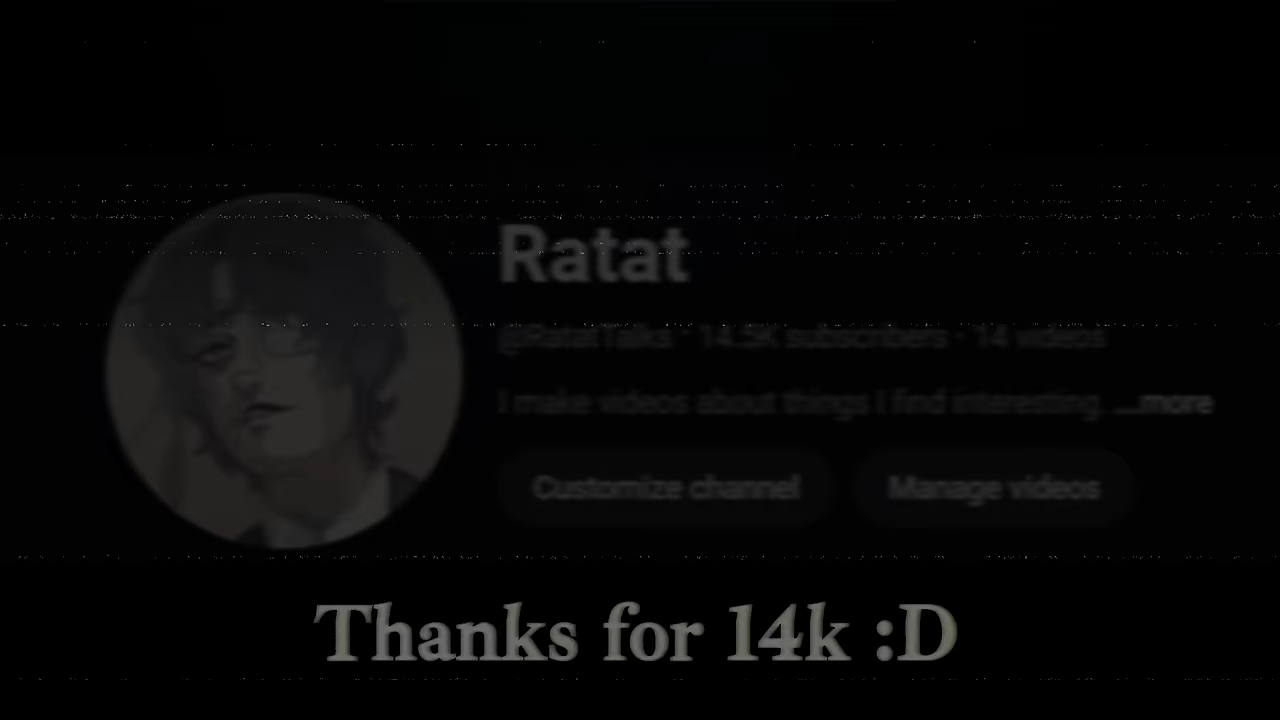 Ratat
@RatatTalks · 14.5K subscribers · 14 videos
I make videos about things I find interesting. ...more
Customize channel Manage videos
Thanks for 14k :D